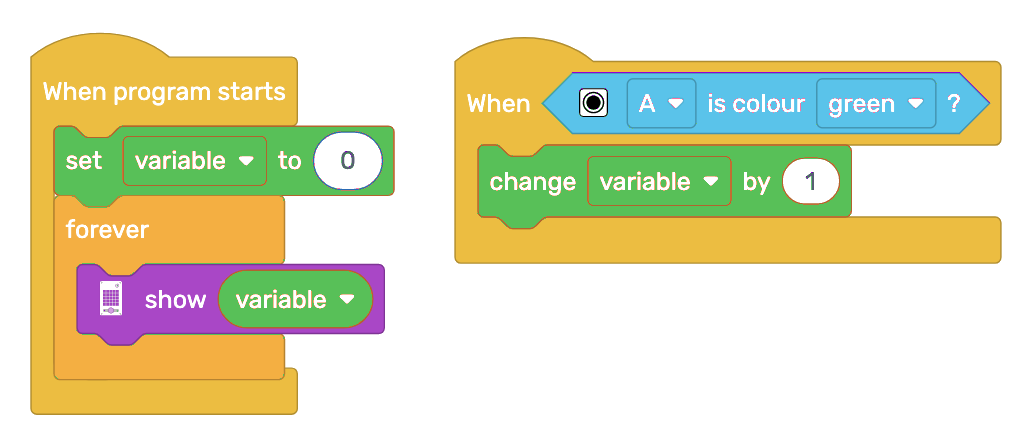 When program starts
set variable to 0
forever
show variable
When A is colour green ?
change variable by 1